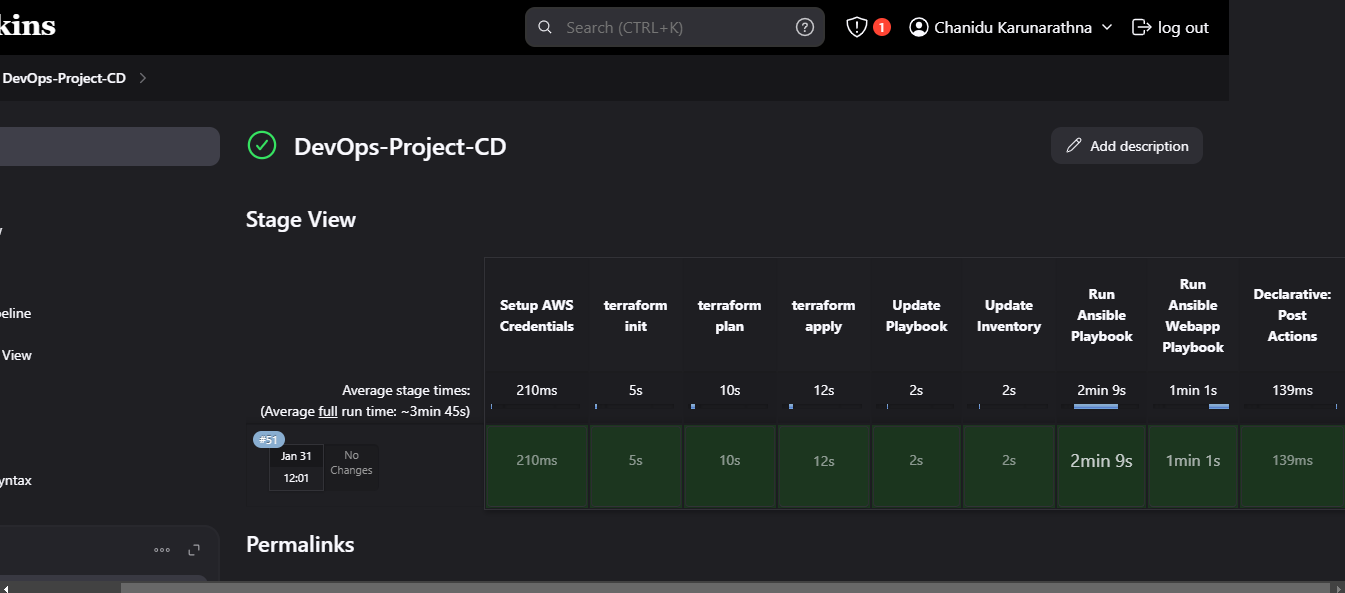 kins
Search (CTRL+K)
?
1
Chanidu Karunarathna
log out
DevOps-Project-CD
DevOps-Project-CD
Add description
Stage View
eline
View
yntax
Setup AWS
Credentials
terraform
init
terraform
plan
terraform
apply
Update
Playbook
Update
Inventory
Run
Ansible
Playbook
Run
Ansible
Webapp
Playbook
Declarative:
Post
Actions
Average stage times:
(Average full run time: ~3min 45s)
210ms
5s
10s
12s
2s
2s
2min 9s
1min 1s
139ms
#51
Jan 31
12:01
No
Changes
210ms
5s
10s
12s
2s
2s
2min 9s
1min 1s
139ms
Permalinks